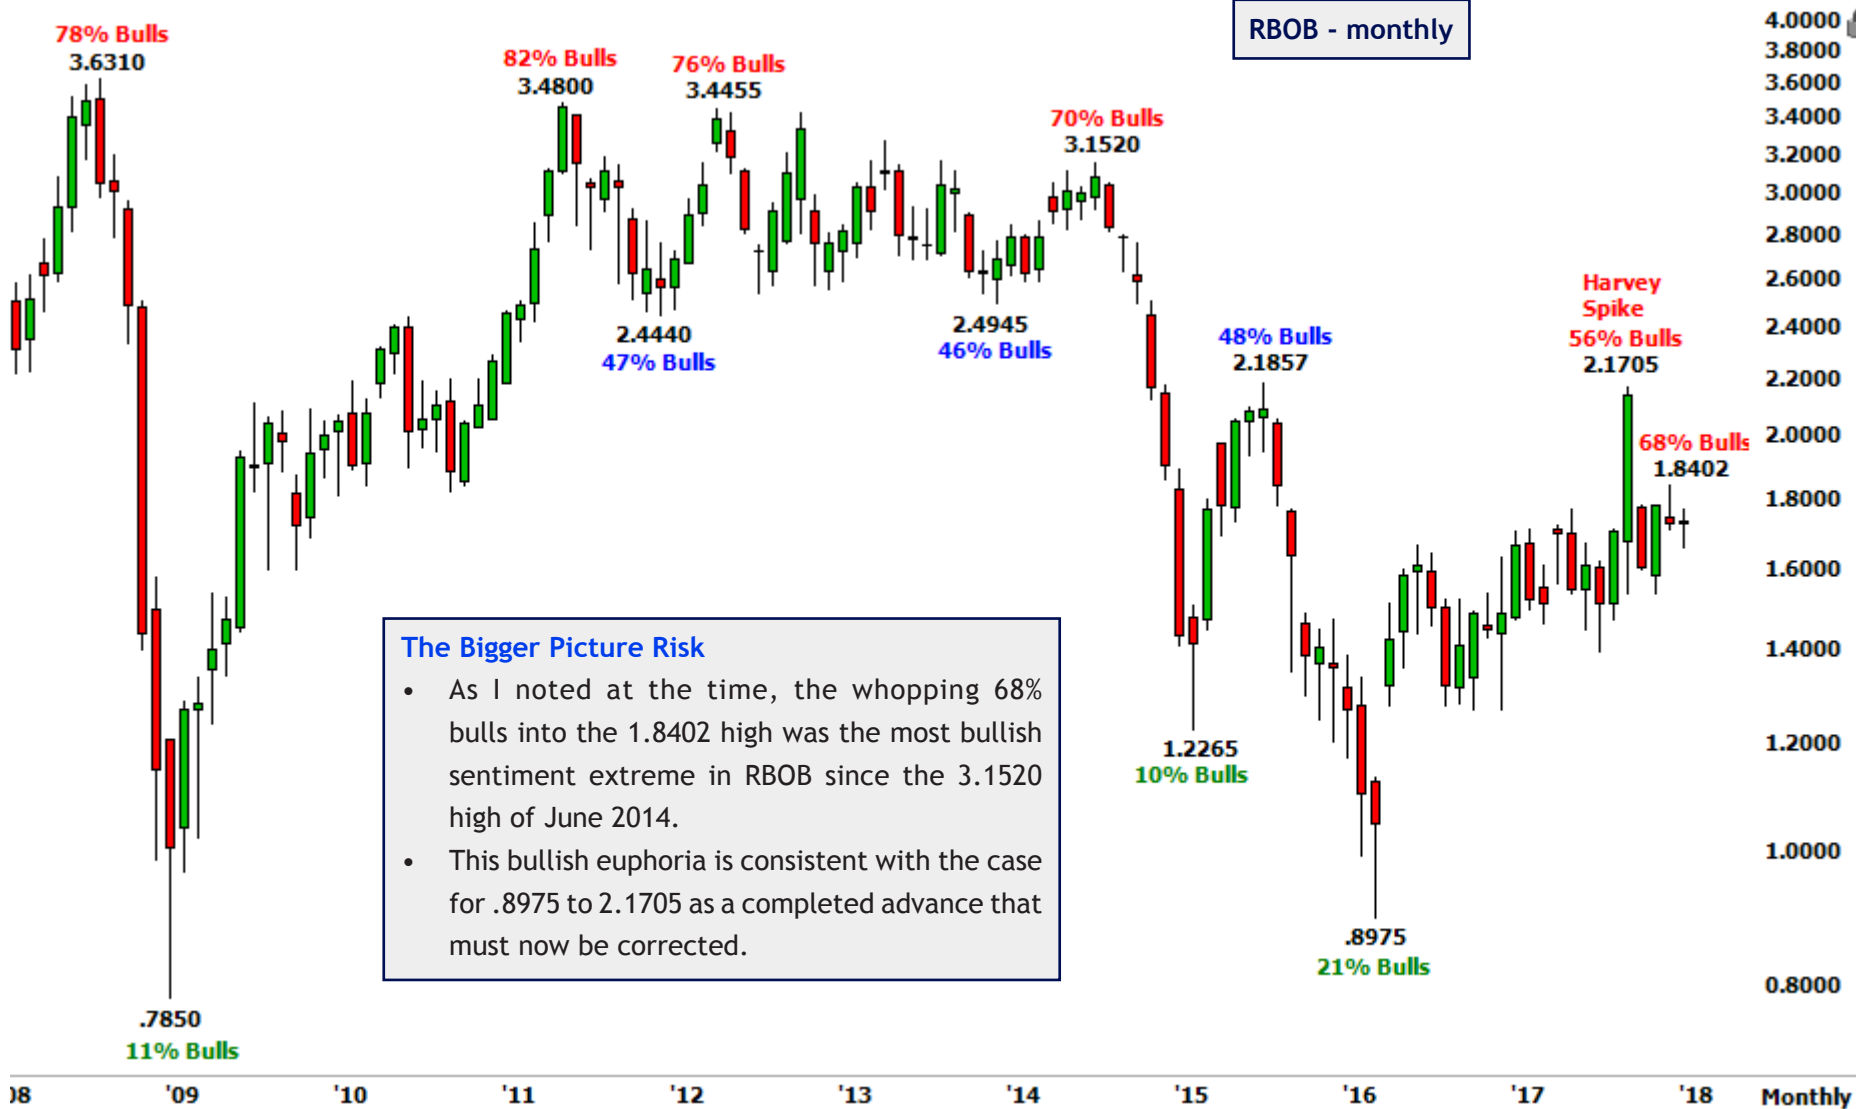 RBOB - monthly
78% Bulls
3.6310
82% Bulls
3.4800
76% Bulls
3.4455
70% Bulls
3.1520
2.4440
47% Bulls
2.4945
46% Bulls
48% Bulls
2.1857
Harvey
Spike
56% Bulls
2.1705
68% Bulls
1.8402
1.2265
10% Bulls
.8975
21% Bulls
.7850
11% Bulls
The Bigger Picture Risk
• As I noted at the time, the whopping 68%
bulls into the 1.8402 high was the most bullish
sentiment extreme in RBOB since the 3.1520
high of June 2014.
• This bullish euphoria is consistent with the case
for .8975 to 2.1705 as a completed advance that
must now be corrected.
4.0000
3.8000
3.6000
3.4000
3.2000
3.0000
2.8000
2.6000
2.4000
2.2000
2.0000
1.8000
1.6000
1.4000
1.2000
1.0000
0.8000
08 '09 '10 '11 '12 '13 '14 '15 '16 '17 '18 Monthly